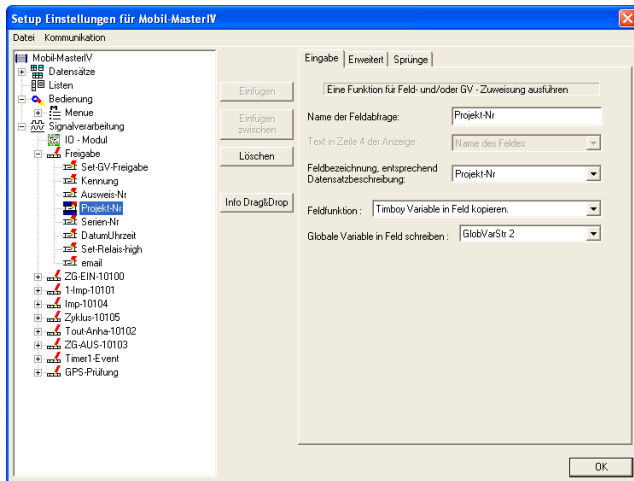 Setup Einstellungen für Mobil-MasterIV
Datei Kommunikation
Mobil-MasterIV
Datensätze
Listen
Bedienung
Menue
Signalverarbeitung
IO - Modul
Freigabe
Set-GV-Freigabe
Kennung
Ausweis-Nr
Projekt-Nr
Serien-Nr
DatumUhrzeit
Set-Relais-high
email
ZG-EIN-10100
1-Imp-10101
Imp-10104
Zyklus-10105
Tout-Anha-10102
ZG-AUS-10103
Timer1-Event
GPS-Prüfung
Einfügen
Einfügen
zwischen
Löschen
Info Drag&Drop
Eingabe Erweitert Sprünge
Eine Funktion für Feld- und/oder GV - Zuweisung ausführen
Name der Feldabfrage: Projekt-Nr
Text in Zeile 4 der Anzeige: Name des Feldes
Feldbezeichnung, entsprechend
Datensatzbeschreibung: Projekt-Nr
Feldfunktion : Timboy Variable in Feld kopieren.
Globale Variable in Feld schreiben : GlobVarStr 2
OK